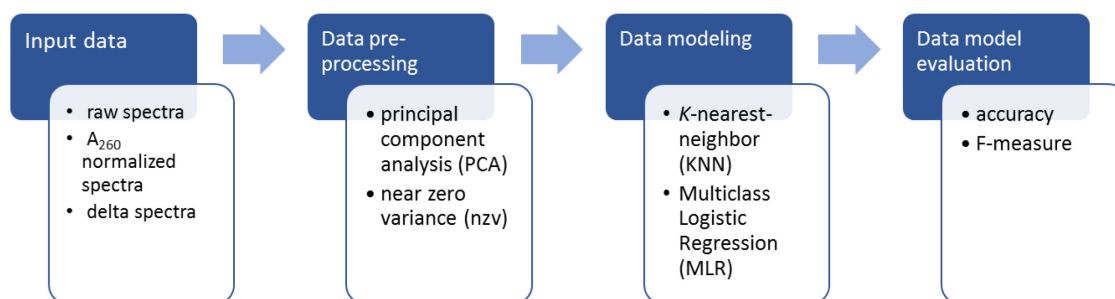 Input data
• raw spectra
• A₂₆₀
normalized
spectra
• delta spectra
Data pre-
processing
• principal
component
analysis (PCA)
• near zero
variance (nzv)
Data modeling
• K-nearest-
neighbor
(KNN)
• Multiclass
Logistic
Regression
(MLR)
Data model
evaluation
• accuracy
• F-measure